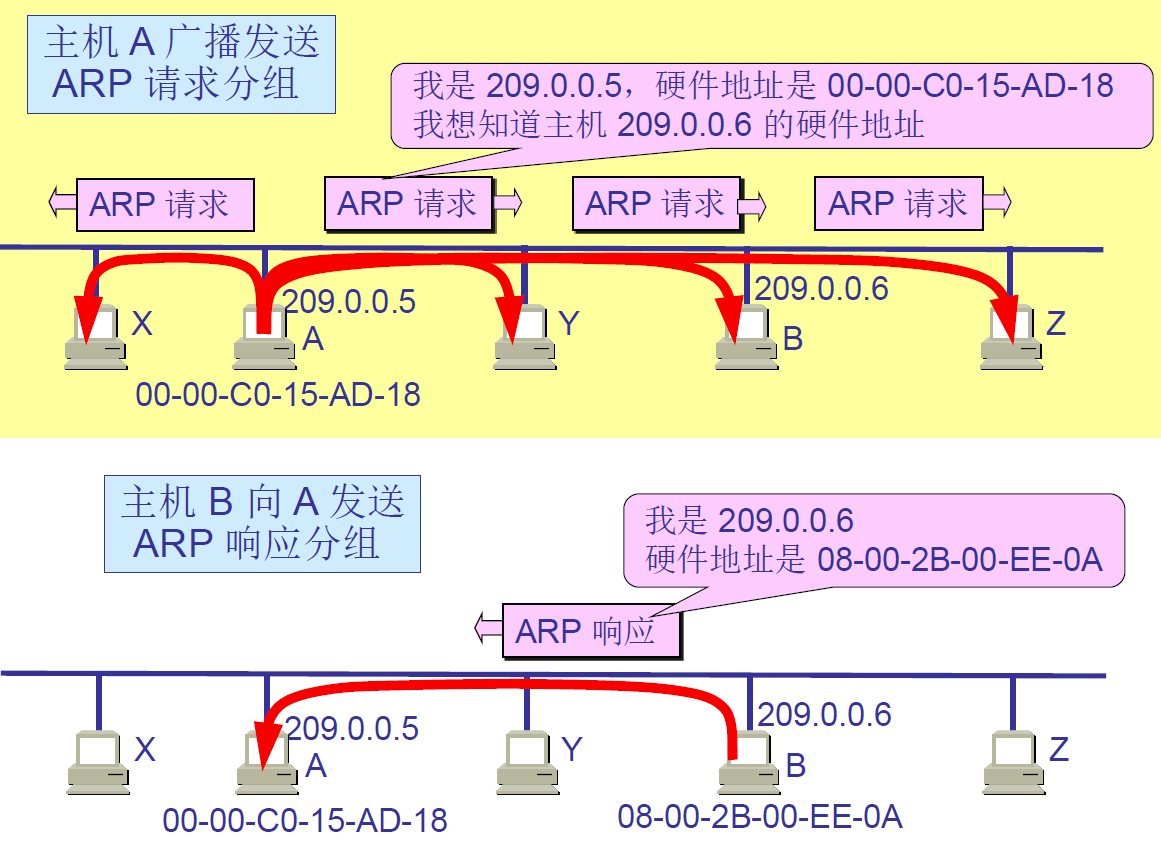 主机 A 广播发送
ARP 请求分组
我是 209.0.0.5，硬件地址是 00-00-C0-15-AD-18
我想知道主机 209.0.0.6 的硬件地址
ARP 请求
ARP 请求
ARP 请求
ARP 请求
209.0.0.5
209.0.0.6
X
A
Y
B
Z
00-00-C0-15-AD-18
主机 B 向 A 发送
ARP 响应分组
我是 209.0.0.6
硬件地址是 08-00-2B-00-EE-0A
ARP 响应
209.0.0.5
209.0.0.6
X
A
Y
B
Z
00-00-C0-15-AD-18
08-00-2B-00-EE-0A